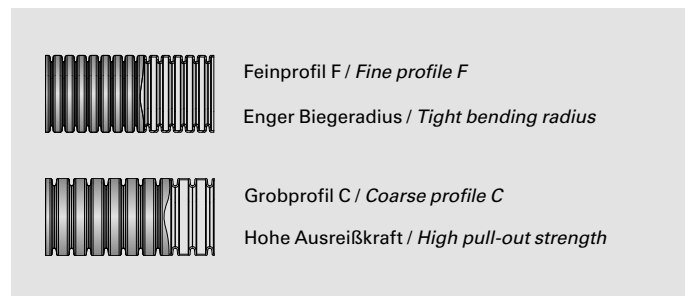 Feinprofil F / Fine profile F
Enger Biegeradius / Tight bending radius
Grobprofil C / Coarse profile C
Hohe Ausreißkraft / High pull-out strength